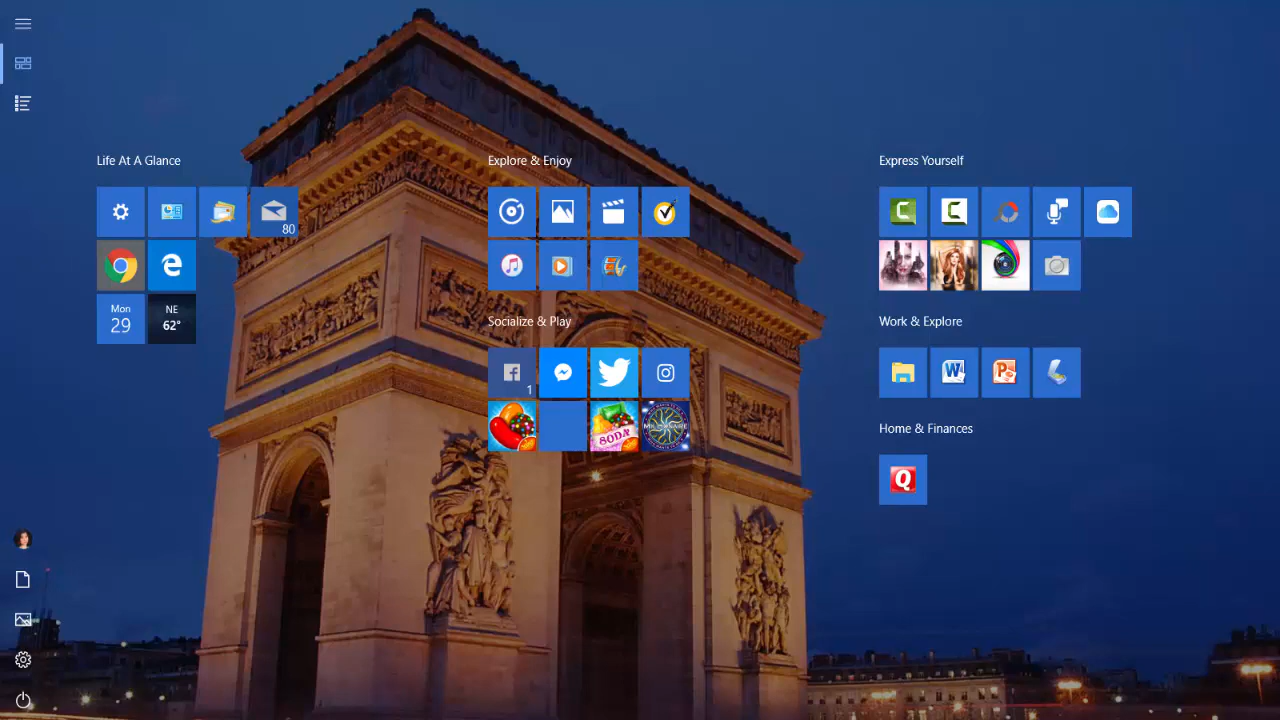 Life At A Glance
80
Mon
29
NE
62°
Explore & Enjoy
Socialize & Play
1
SODA
MILLIONAIRE
Express Yourself
Work & Explore
Home & Finances